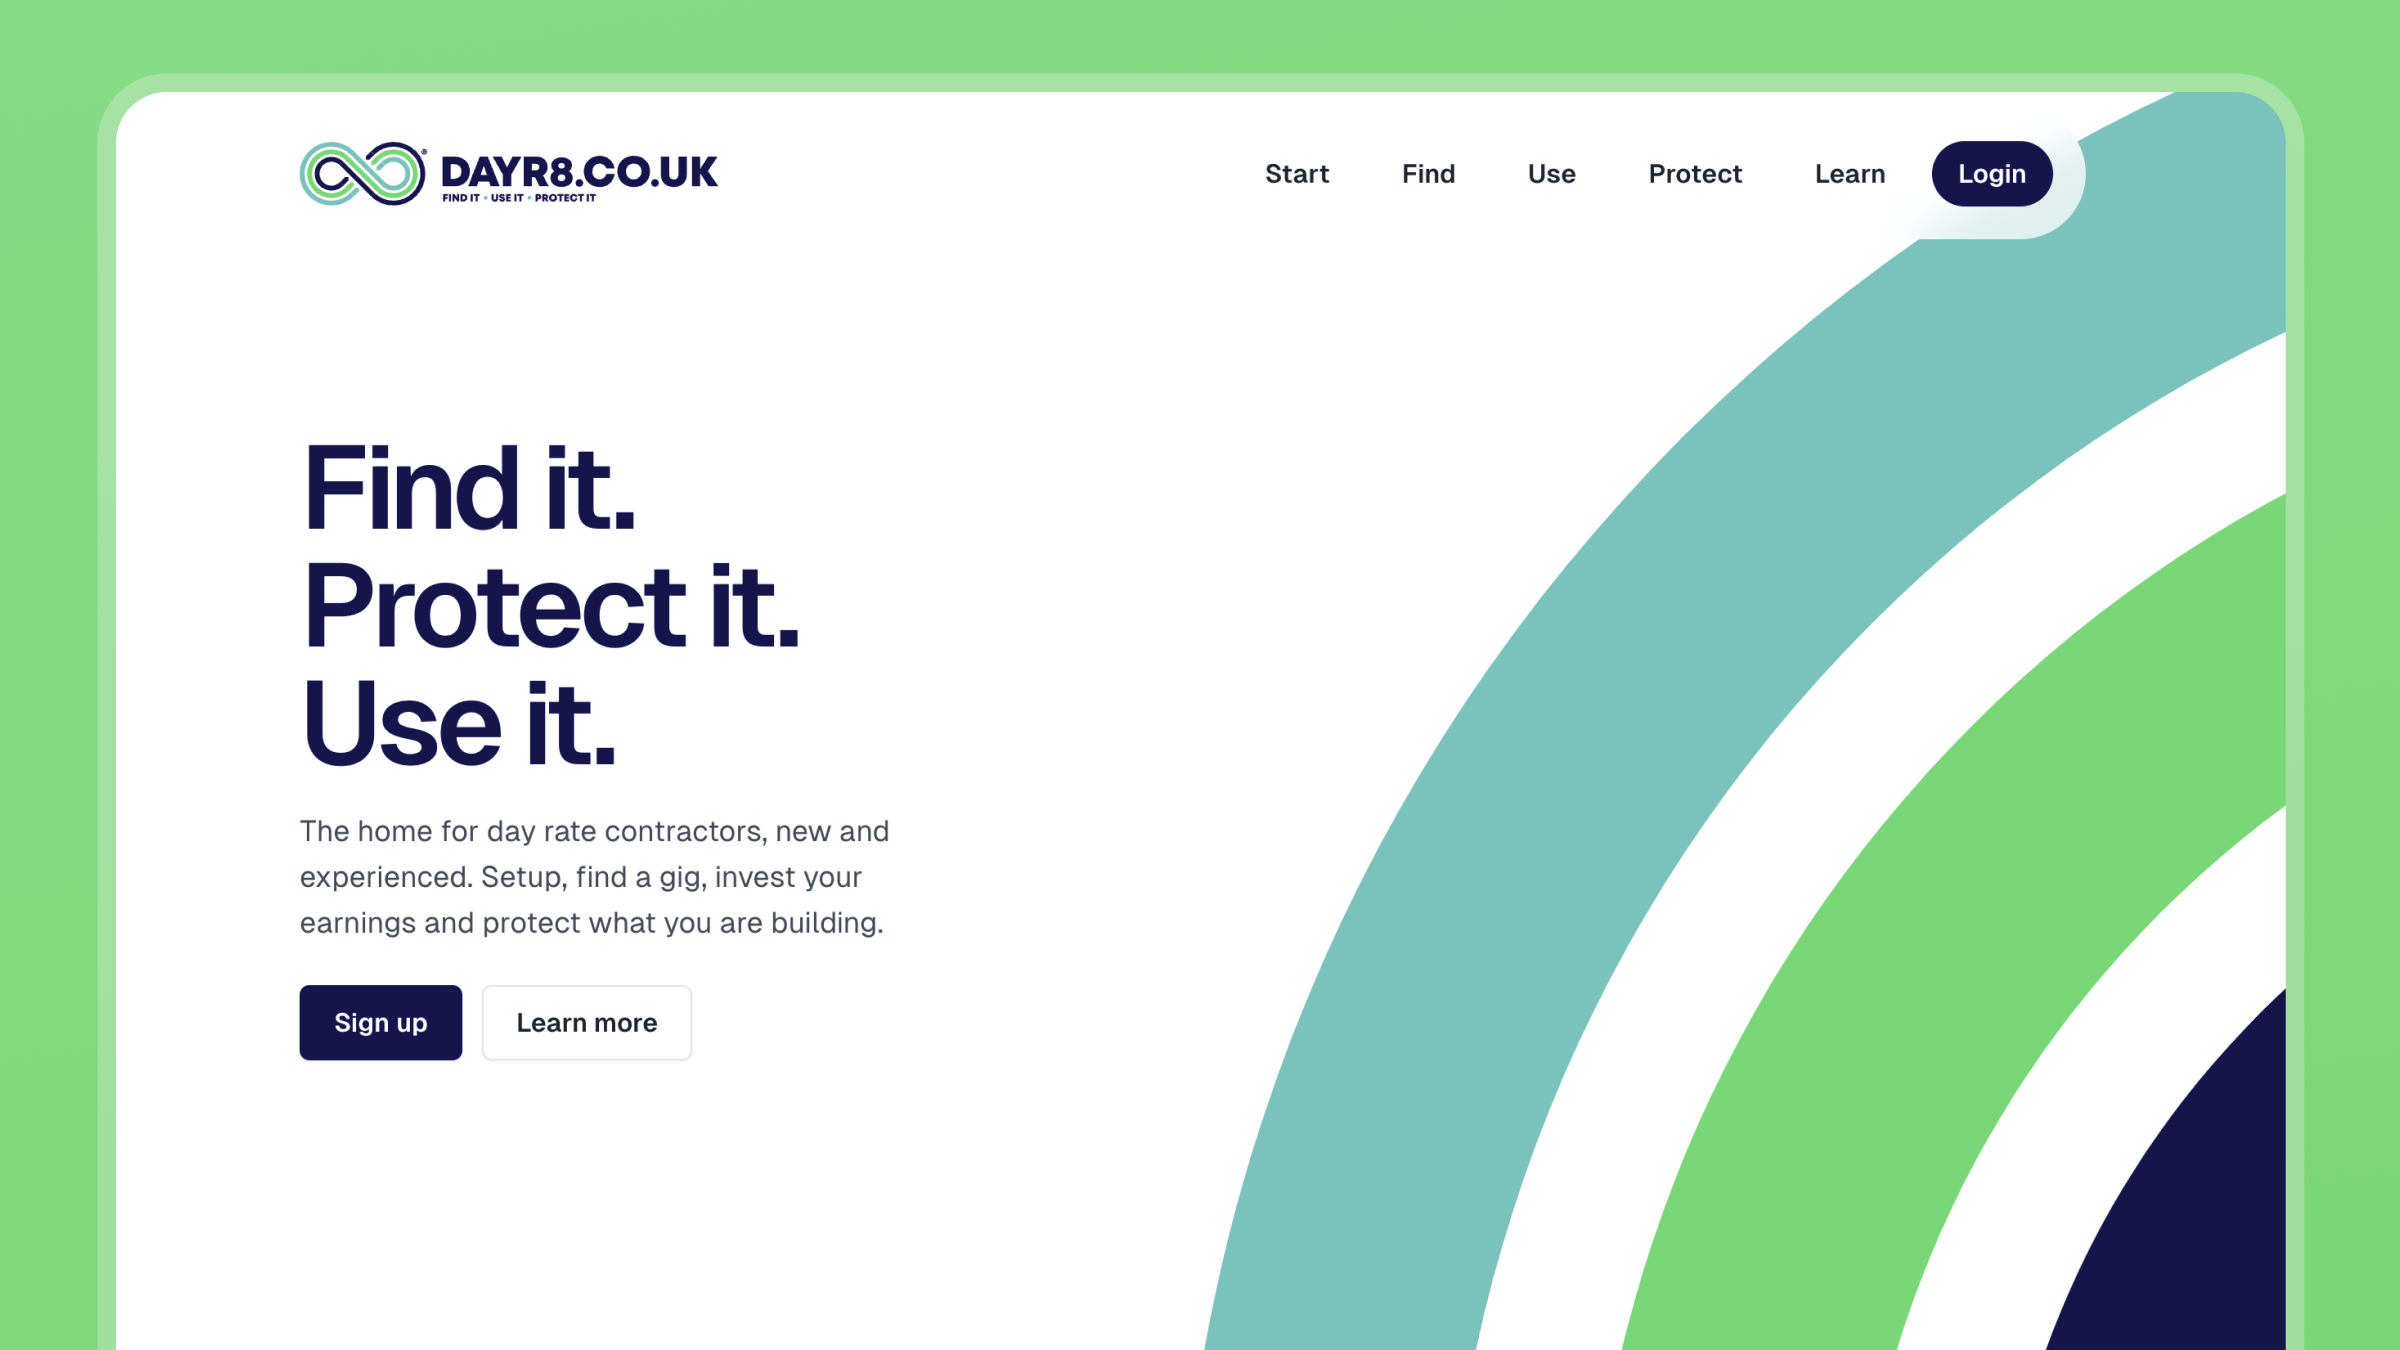 DAYR8.CO.UK
FIND IT • USE IT • PROTECT IT
Start Find Use Protect Learn Login
Find it.
Protect it.
Use it.
The home for day rate contractors, new and
experienced. Setup, find a gig, invest your
earnings and protect what you are building.
Sign up Learn more